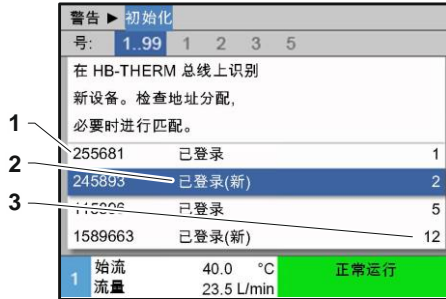 警告 ▶ 初始化
号: 1..99 1 2 3 5
在 HB-THERM 总线上识别
新设备。检查地址分配,
必要时进行匹配。
1
255681 已登录 1
2
245893 已登录(新) 2
3
已登录 5
1589663 已登录(新) 12
1 始流 40.0 °C 正常运行
流量 23.5 L/min